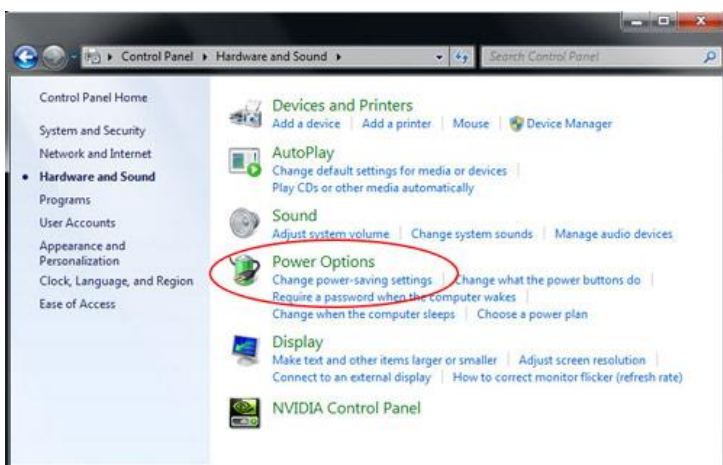 Control Panel Hardware and Sound Search Control Panel
Control Panel Home
System and Security
Network and Internet
Hardware and Sound
Programs
User Accounts
Appearance and
Personalization
Clock, Language, and Region
Ease of Access
Devices and Printers
Add a device Add a printer Mouse Device Manager
AutoPlay
Change default settings for media or devices
Play CDs or other media automatically
Sound
Adjust system volume Change system sounds Manage audio devices
Power Options
Change power-saving settings Change what the power buttons do
Require a password when the computer wakes
Change when the computer sleeps Choose a power plan
Display
Make text and other items larger or smaller Adjust screen resolution
Connect to an external display How to correct monitor flicker (refresh rate)
NVIDIA Control Panel